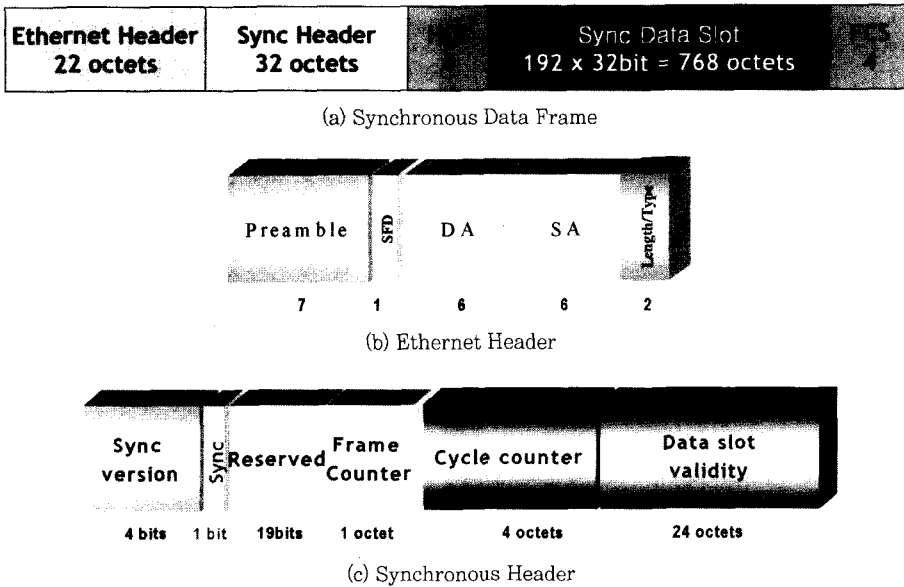 Ethernet Header
22 octets
Sync Header
32 octets
Sync Data Slot
192 x 32bit = 768 octets
4
(a) Synchronous Data Frame
Preamble
SFD
DA
SA
Length/Type
7
1
6
6
2
(b) Ethernet Header
Sync
version
Sync
Reserved
Frame
Counter
Cycle counter
Data slot
validity
4 bits
1 bit
19bits
1 octet
4 octets
24 octets
(c) Synchronous Header